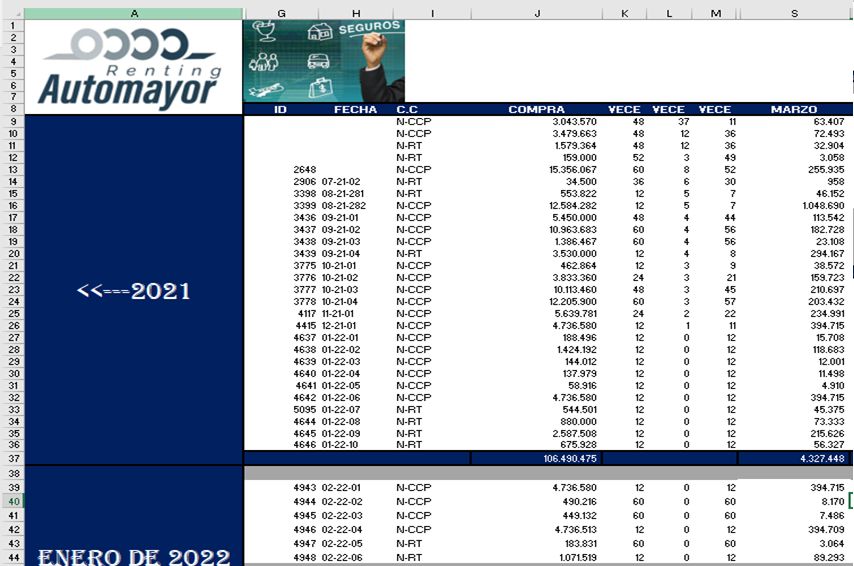 A G H I J K L M S
1
2
3
4
5
6
7
Renting
Automayor
SEGUROS
8 ID FECHA C.C COMPRA VECE VECE VECE MARZO
9 N-CCP 3.043.570 48 37 11 63.407
10 N-CCP 3.479.663 48 12 36 72.493
11 N-RT 1.579.364 48 12 36 32.904
12 N-RT 159.000 52 3 49 3.058
13 2648 N-CCP 15.356.067 60 8 52 255.935
14 2906 07-21-02 N-RT 34.500 36 6 30 958
15 3398 08-21-281 N-RT 553.822 12 5 7 46.152
16 3399 08-21-282 N-CCP 12.584.282 12 5 7 1.048.690
17 3436 09-21-01 N-CCP 5.450.000 48 4 44 113.542
18 3437 09-21-02 N-CCP 10.963.683 60 4 56 182.728
19 3438 09-21-03 N-CCP 1.386.467 60 4 56 23.108
20 3439 09-21-04 N-RT 3.530.000 12 4 8 294.167
21 3775 10-21-01 N-CCP 462.864 12 3 9 38.572
22 3776 10-21-02 N-CCP 3.833.360 24 3 21 159.723
23 <<---2021 3777 10-21-03 N-CCP 10.113.460 48 3 45 210.697
24 3778 10-21-04 N-CCP 12.205.900 60 3 57 203.432
25 4117 11-21-01 N-CCP 5.639.781 24 2 22 234.991
26 4415 12-21-01 N-CCP 4.736.580 12 1 11 394.715
27 4637 01-22-01 N-CCP 188.496 12 0 12 15.708
28 4638 01-22-02 N-CCP 1.424.192 12 0 12 118.683
29 4639 01-22-03 N-CCP 144.012 12 0 12 12.001
30 4640 01-22-04 N-CCP 137.979 12 0 12 11.498
31 4641 01-22-05 N-CCP 58.916 12 0 12 4.910
32 4642 01-22-06 N-CCP 4.736.580 12 0 12 394.715
33 5095 01-22-07 N-RT 544.501 12 0 12 45.375
34 4644 01-22-08 N-RT 880.000 12 0 12 73.333
35 4645 01-22-09 N-RT 2.587.508 12 0 12 215.626
36 4646 01-22-10 N-RT 675.928 12 0 12 56.327
37 106.490.475 4.327.448
38
39 4943 02-22-01 N-CCP 4.736.580 12 0 12 394.715
40 4944 02-22-02 N-CCP 490.216 60 0 60 8.170
41 4945 02-22-03 N-CCP 449.132 60 0 60 7.486
42 4946 02-22-04 N-CCP 4.736.513 12 0 12 394.709
43 4947 02-22-05 N-RT 183.831 60 0 60 3.064
44 ENERO DE 2022 4948 02-22-06 N-RT 1.071.519 12 0 12 89.293